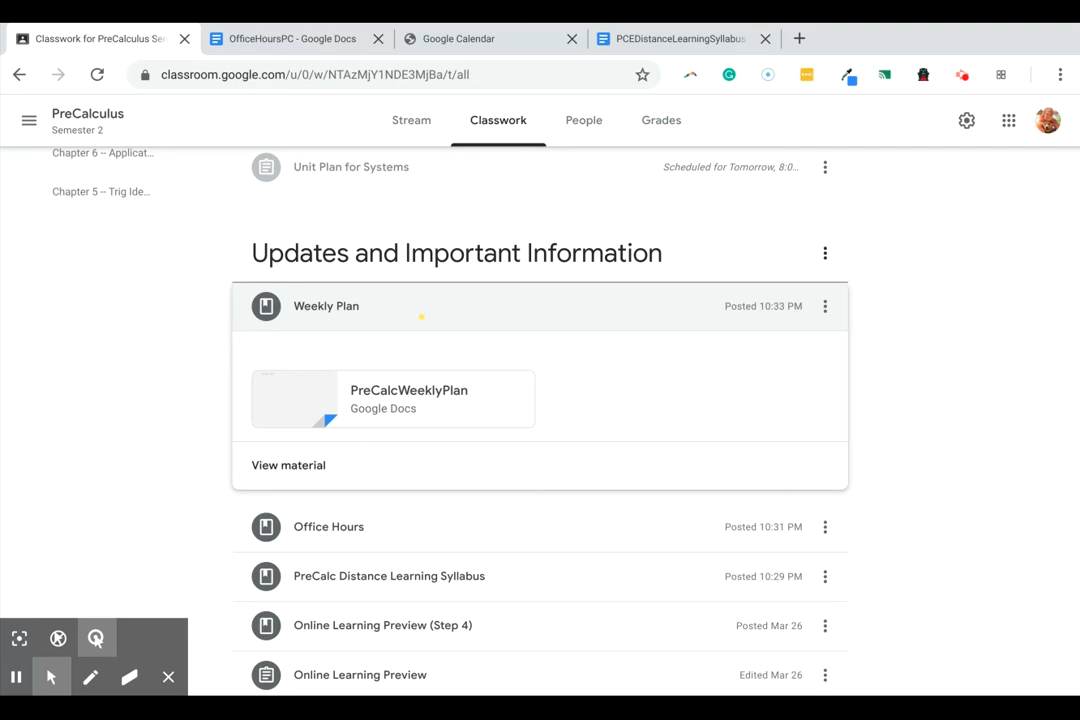 Classwork for PreCalculus Sem
OfficeHoursPC - Google Docs
Google Calendar
PCEDistanceLearningSyllabus
classroom.google.com/u/0/w/NTAzMjY1NDE3MjBa/t/all
PreCalculus
Semester 2
Stream
Classwork
People
Grades
Chapter 6 -- Applicat...
Chapter 5 -- Trig Ide...
Unit Plan for Systems
Scheduled for Tomorrow, 8:0...
Updates and Important Information
Weekly Plan
Posted 10:33 PM
PreCalcWeeklyPlan
Google Docs
View material
Office Hours
Posted 10:31 PM
PreCalc Distance Learning Syllabus
Posted 10:29 PM
Online Learning Preview (Step 4)
Posted Mar 26
Online Learning Preview
Edited Mar 26